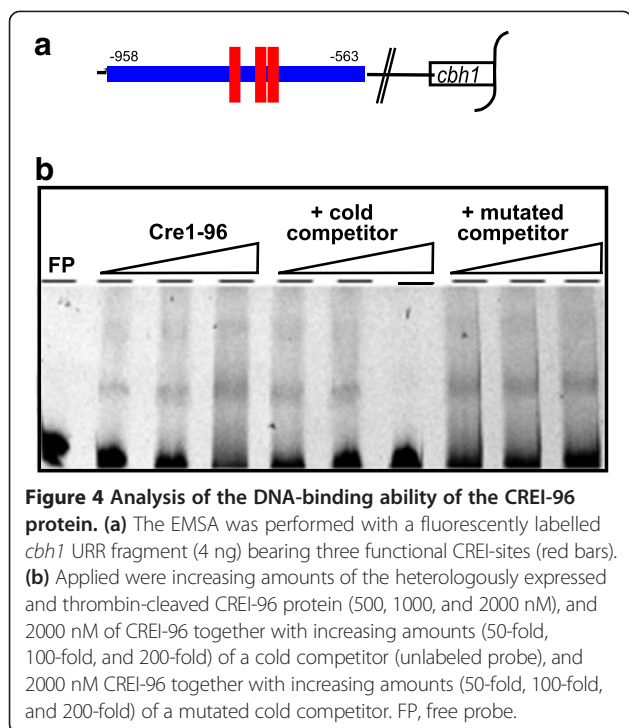 a
-958 -563
cbh1
b
+ cold + mutated
Cre1-96 competitor competitor
FP
Figure 4 Analysis of the DNA-binding ability of the CREI-96
protein. (a) The EMSA was performed with a fluorescently labelled
cbh1 URR fragment (4 ng) bearing three functional CREI-sites (red bars).
(b) Applied were increasing amounts of the heterologously expressed
and thrombin-cleaved CREI-96 protein (500, 1000, and 2000 nM), and
2000 nM of CREI-96 together with increasing amounts (50-fold,
100-fold, and 200-fold) of a cold competitor (unlabeled probe), and
2000 nM CREI-96 together with increasing amounts (50-fold, 100-fold,
and 200-fold) of a mutated cold competitor. FP, free probe.